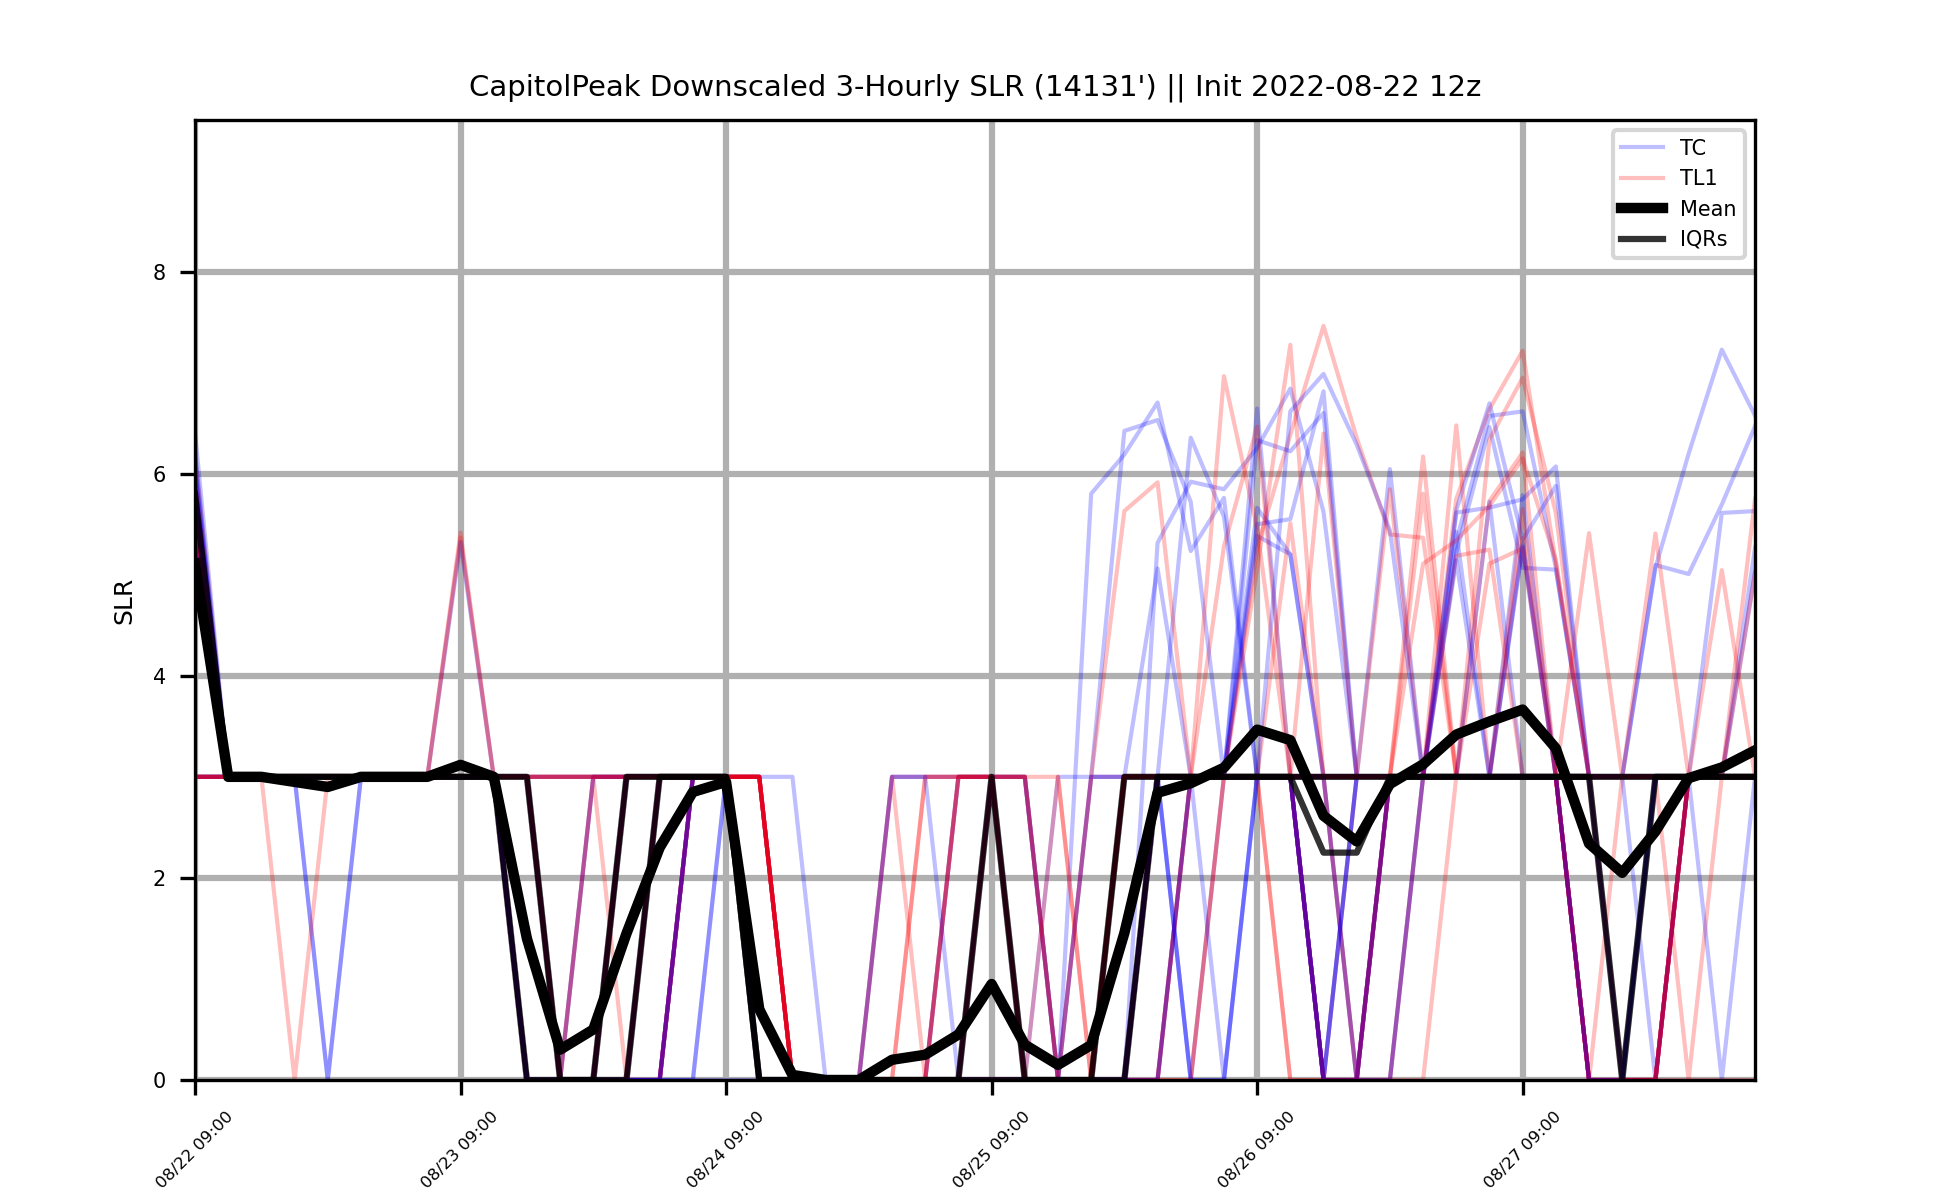 CapitolPeak Downscaled 3-Hourly SLR (14131') || Init 2022-08-22 12z
TC
TL1
Mean
IQRs
8
6
4
2
0
SLR
08/22 09:00
08/23 09:00
08/24 09:00
08/25 09:00
08/26 09:00
08/27 09:00